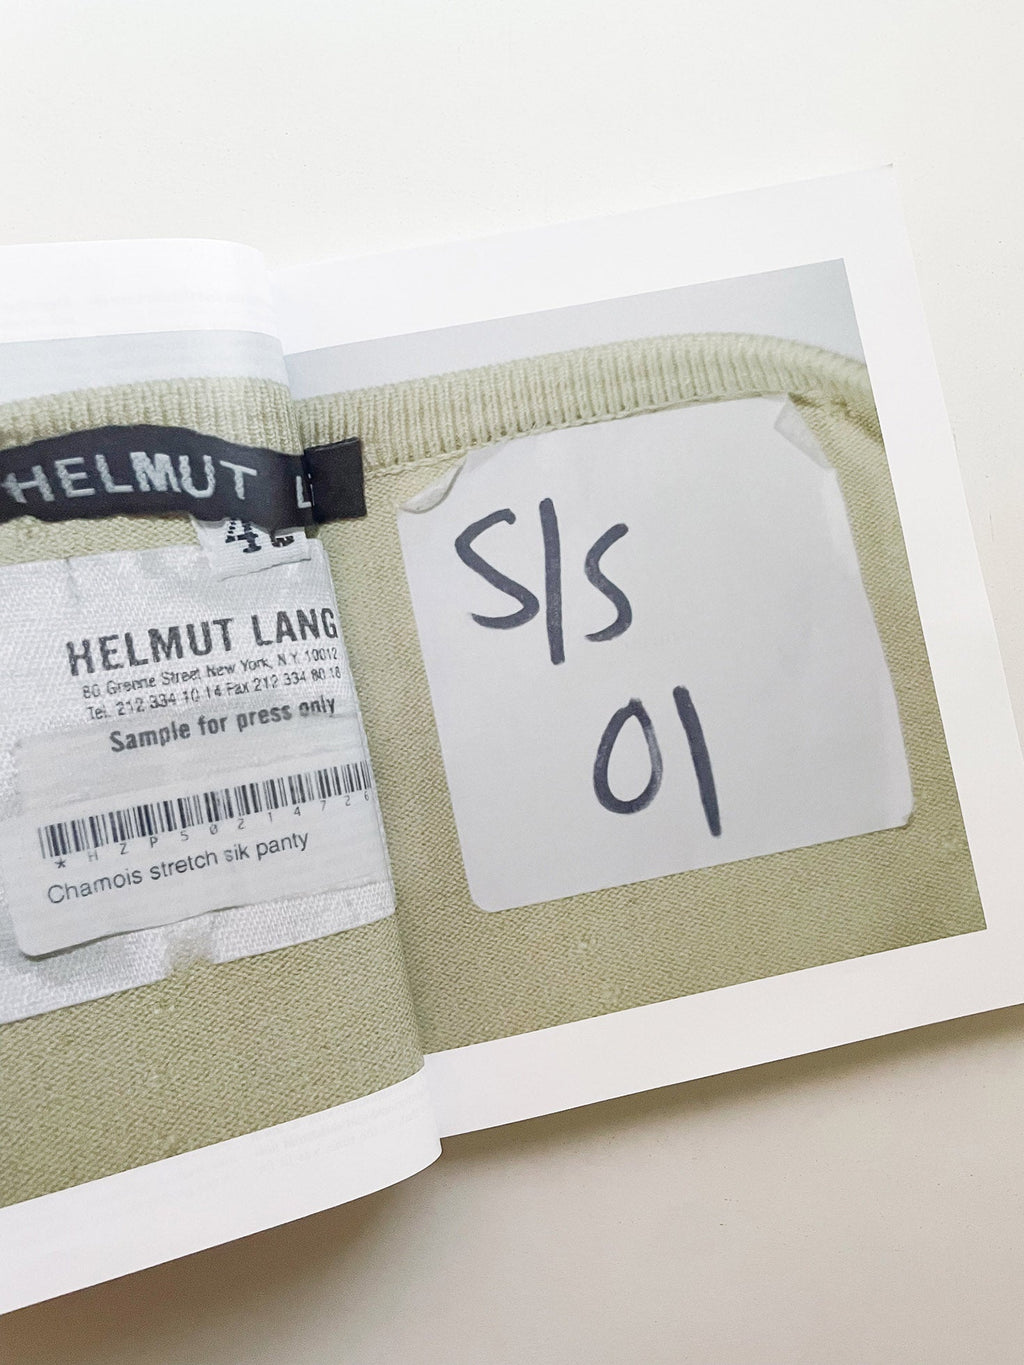 HELMUT L
HELMUT LANG
80 Greene Street New York, N.Y. 10012
Tel. 212 334 10 14 Fax 212 334 80 18
Sample for press only
* H Z P S 0 2 1 4 7 2 6
Chamois stretch sik panty
S/S
01